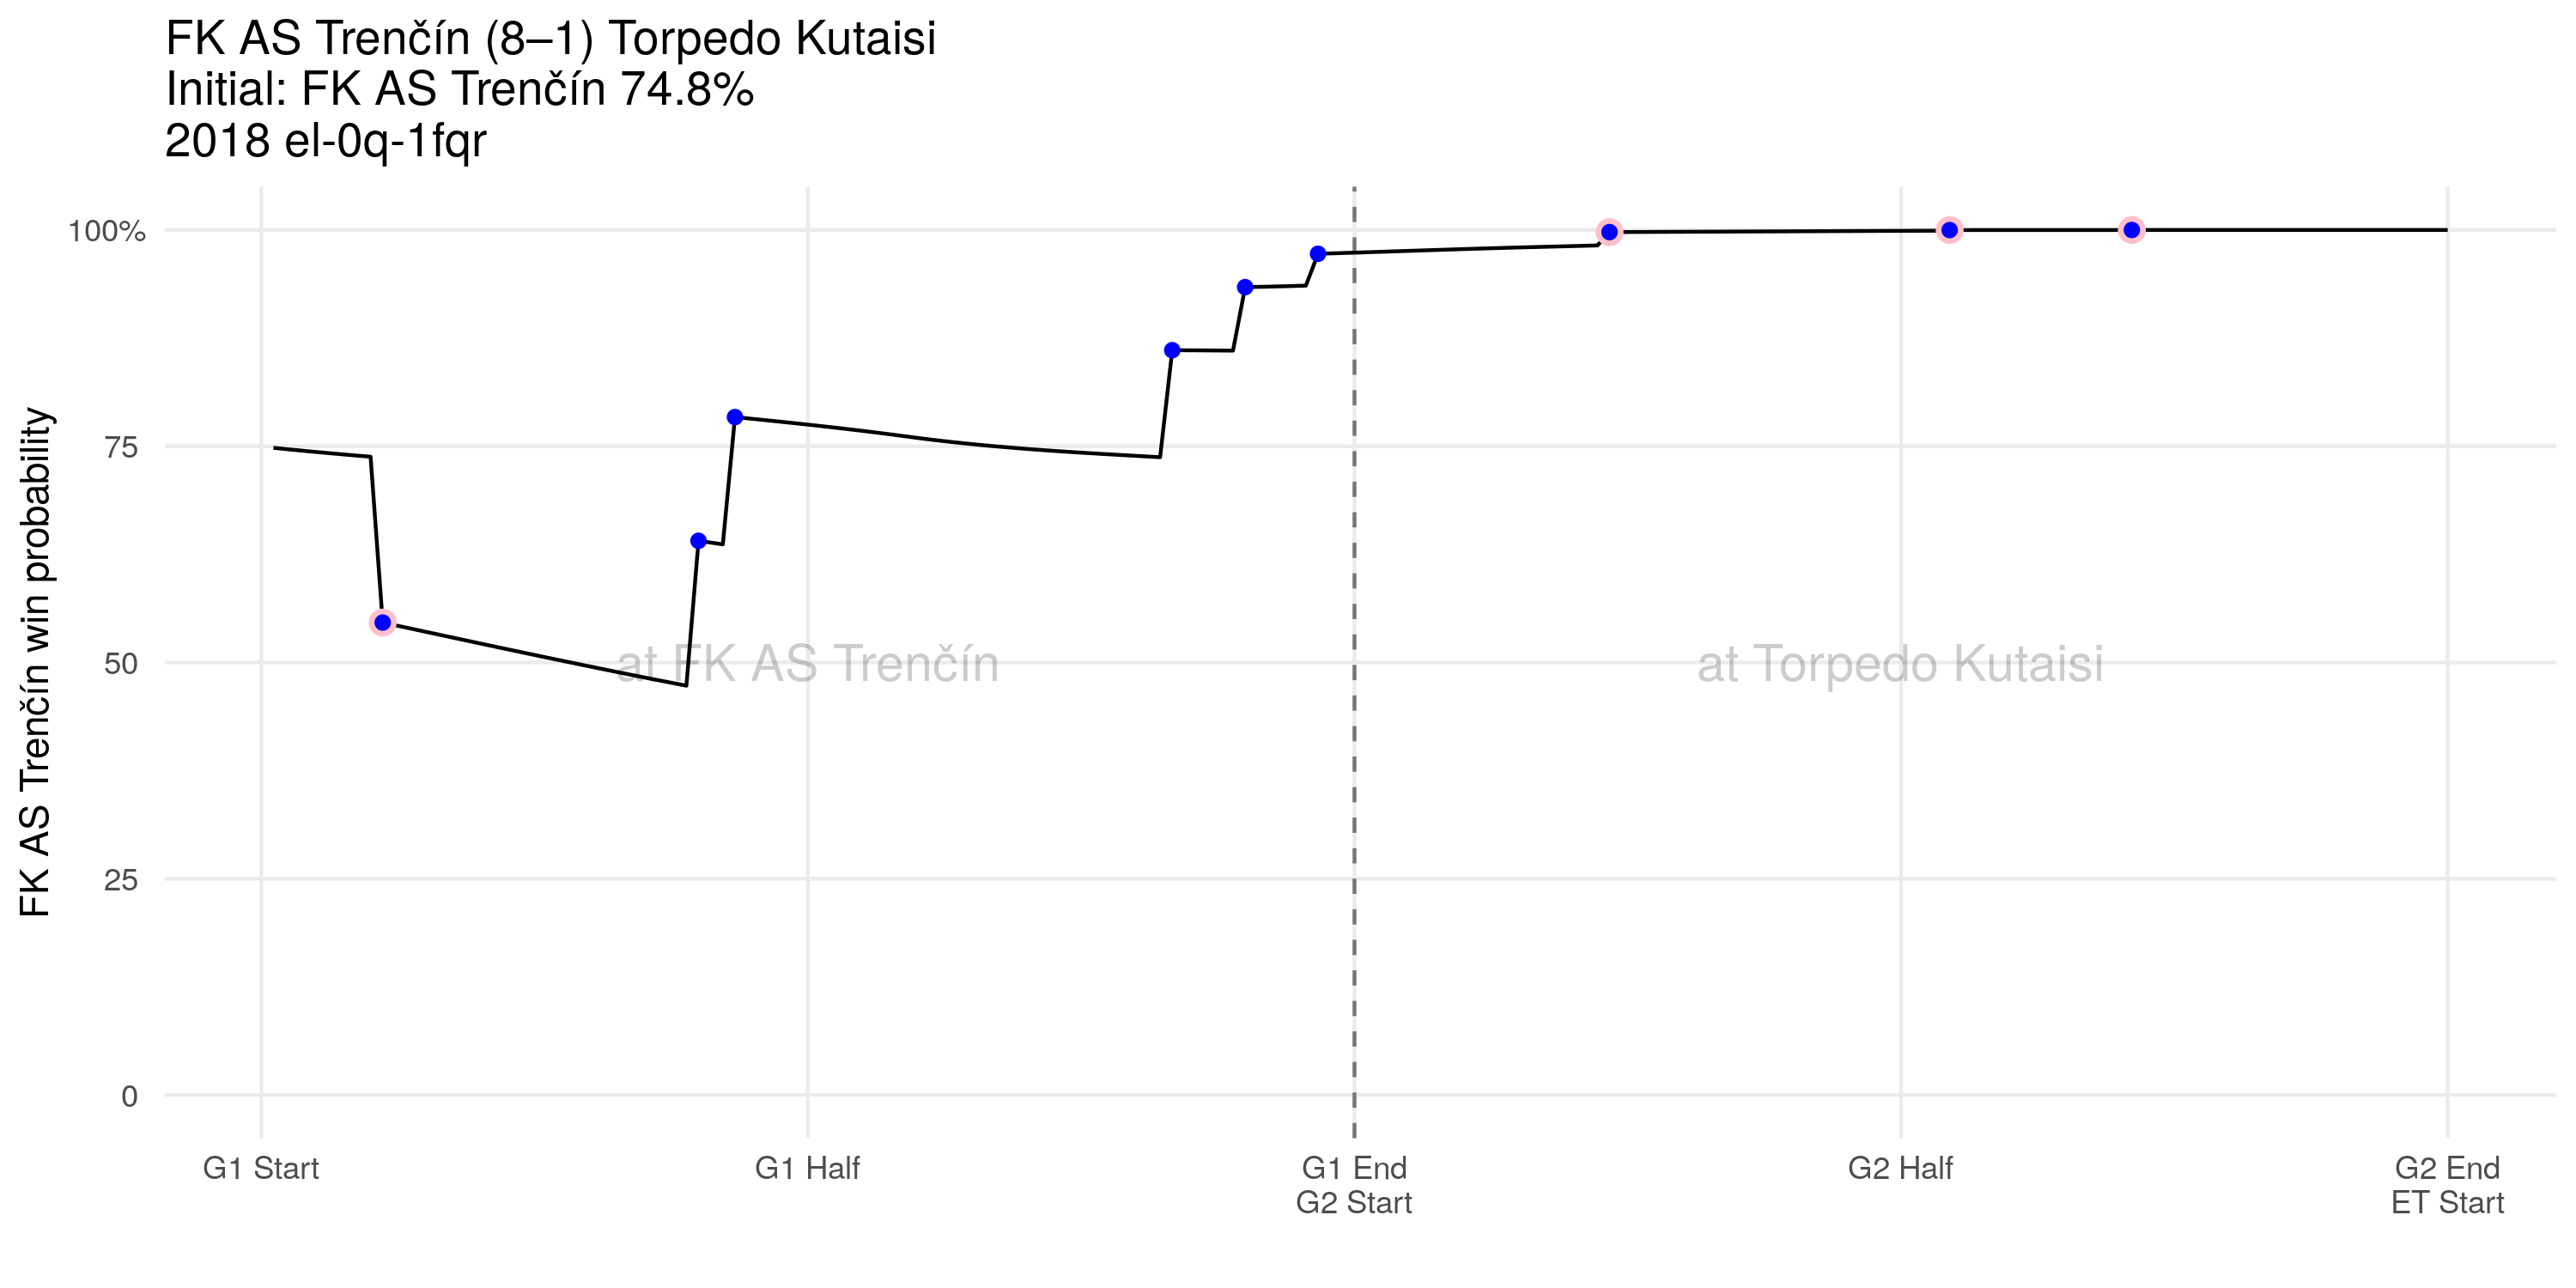 FK AS Trenčín (8–1) Torpedo Kutaisi
Initial: FK AS Trenčín 74.8%
2018 el-0q-1fqr
FK AS Trenčín win probability
100%
75
50
25
0
at FK AS Trenčín
at Torpedo Kutaisi
G1 Start
G1 Half
G1 End
G2 Start
G2 Half
G2 End
ET Start